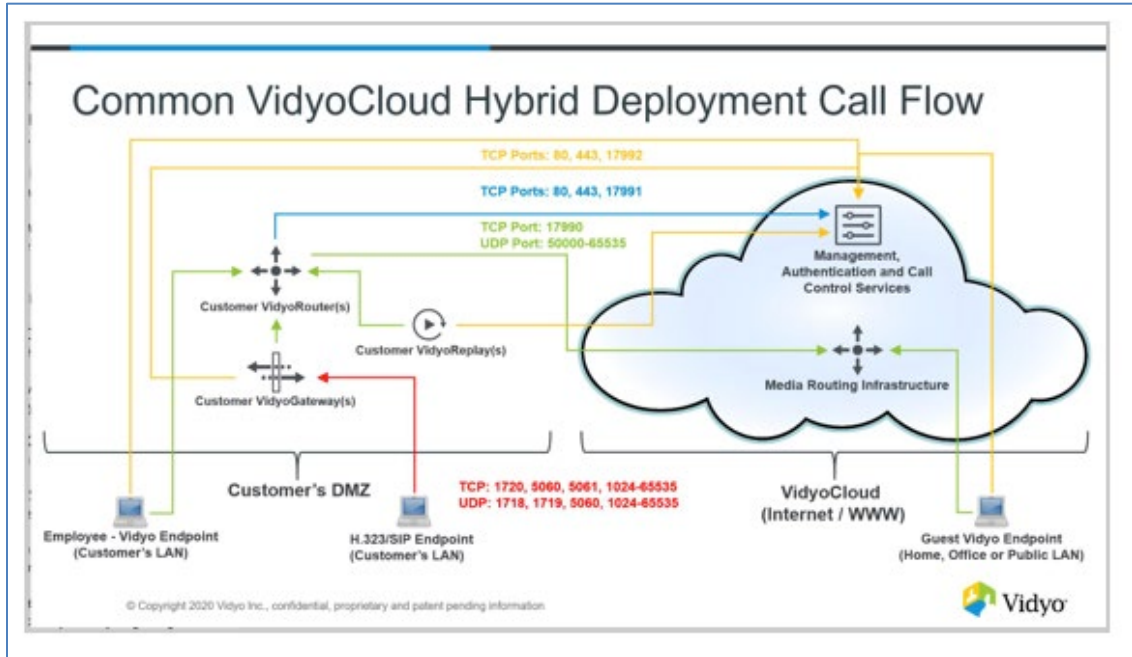 Common VidyoCloud Hybrid Deployment Call Flow
TCP Ports: 80, 443, 17992
TCP Ports: 80, 443, 17991
TCP Port: 17990
UDP Port: 50000-65535
Management,
Authentication and Call
Control Services
Customer VidyoRouter(s)
Customer VidyoReplay(s)
Media Routing Infrastructure
Customer VidyoGateway(s)
Customer's DMZ
TCP: 1720, 5060, 5061, 1024-65535
UDP: 1718, 1719, 5060, 1024-65535
VidyoCloud
(Internet / WWW)
Employee - Vidyo Endpoint
(Customer's LAN)
H.323/SIP Endpoint
(Customer's LAN)
Guest Vidyo Endpoint
(Home, Office or Public LAN)
© Copyright 2020 Vidyo Inc., confidential, proprietary and patent pending information
Vidyo